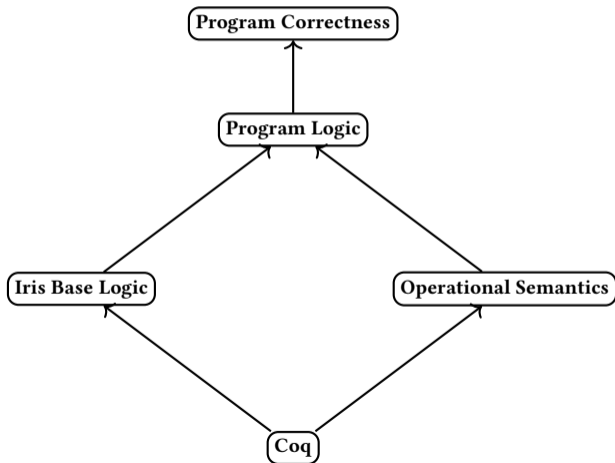 Program Correctness
Program Logic
Iris Base Logic
Operational Semantics
Coq